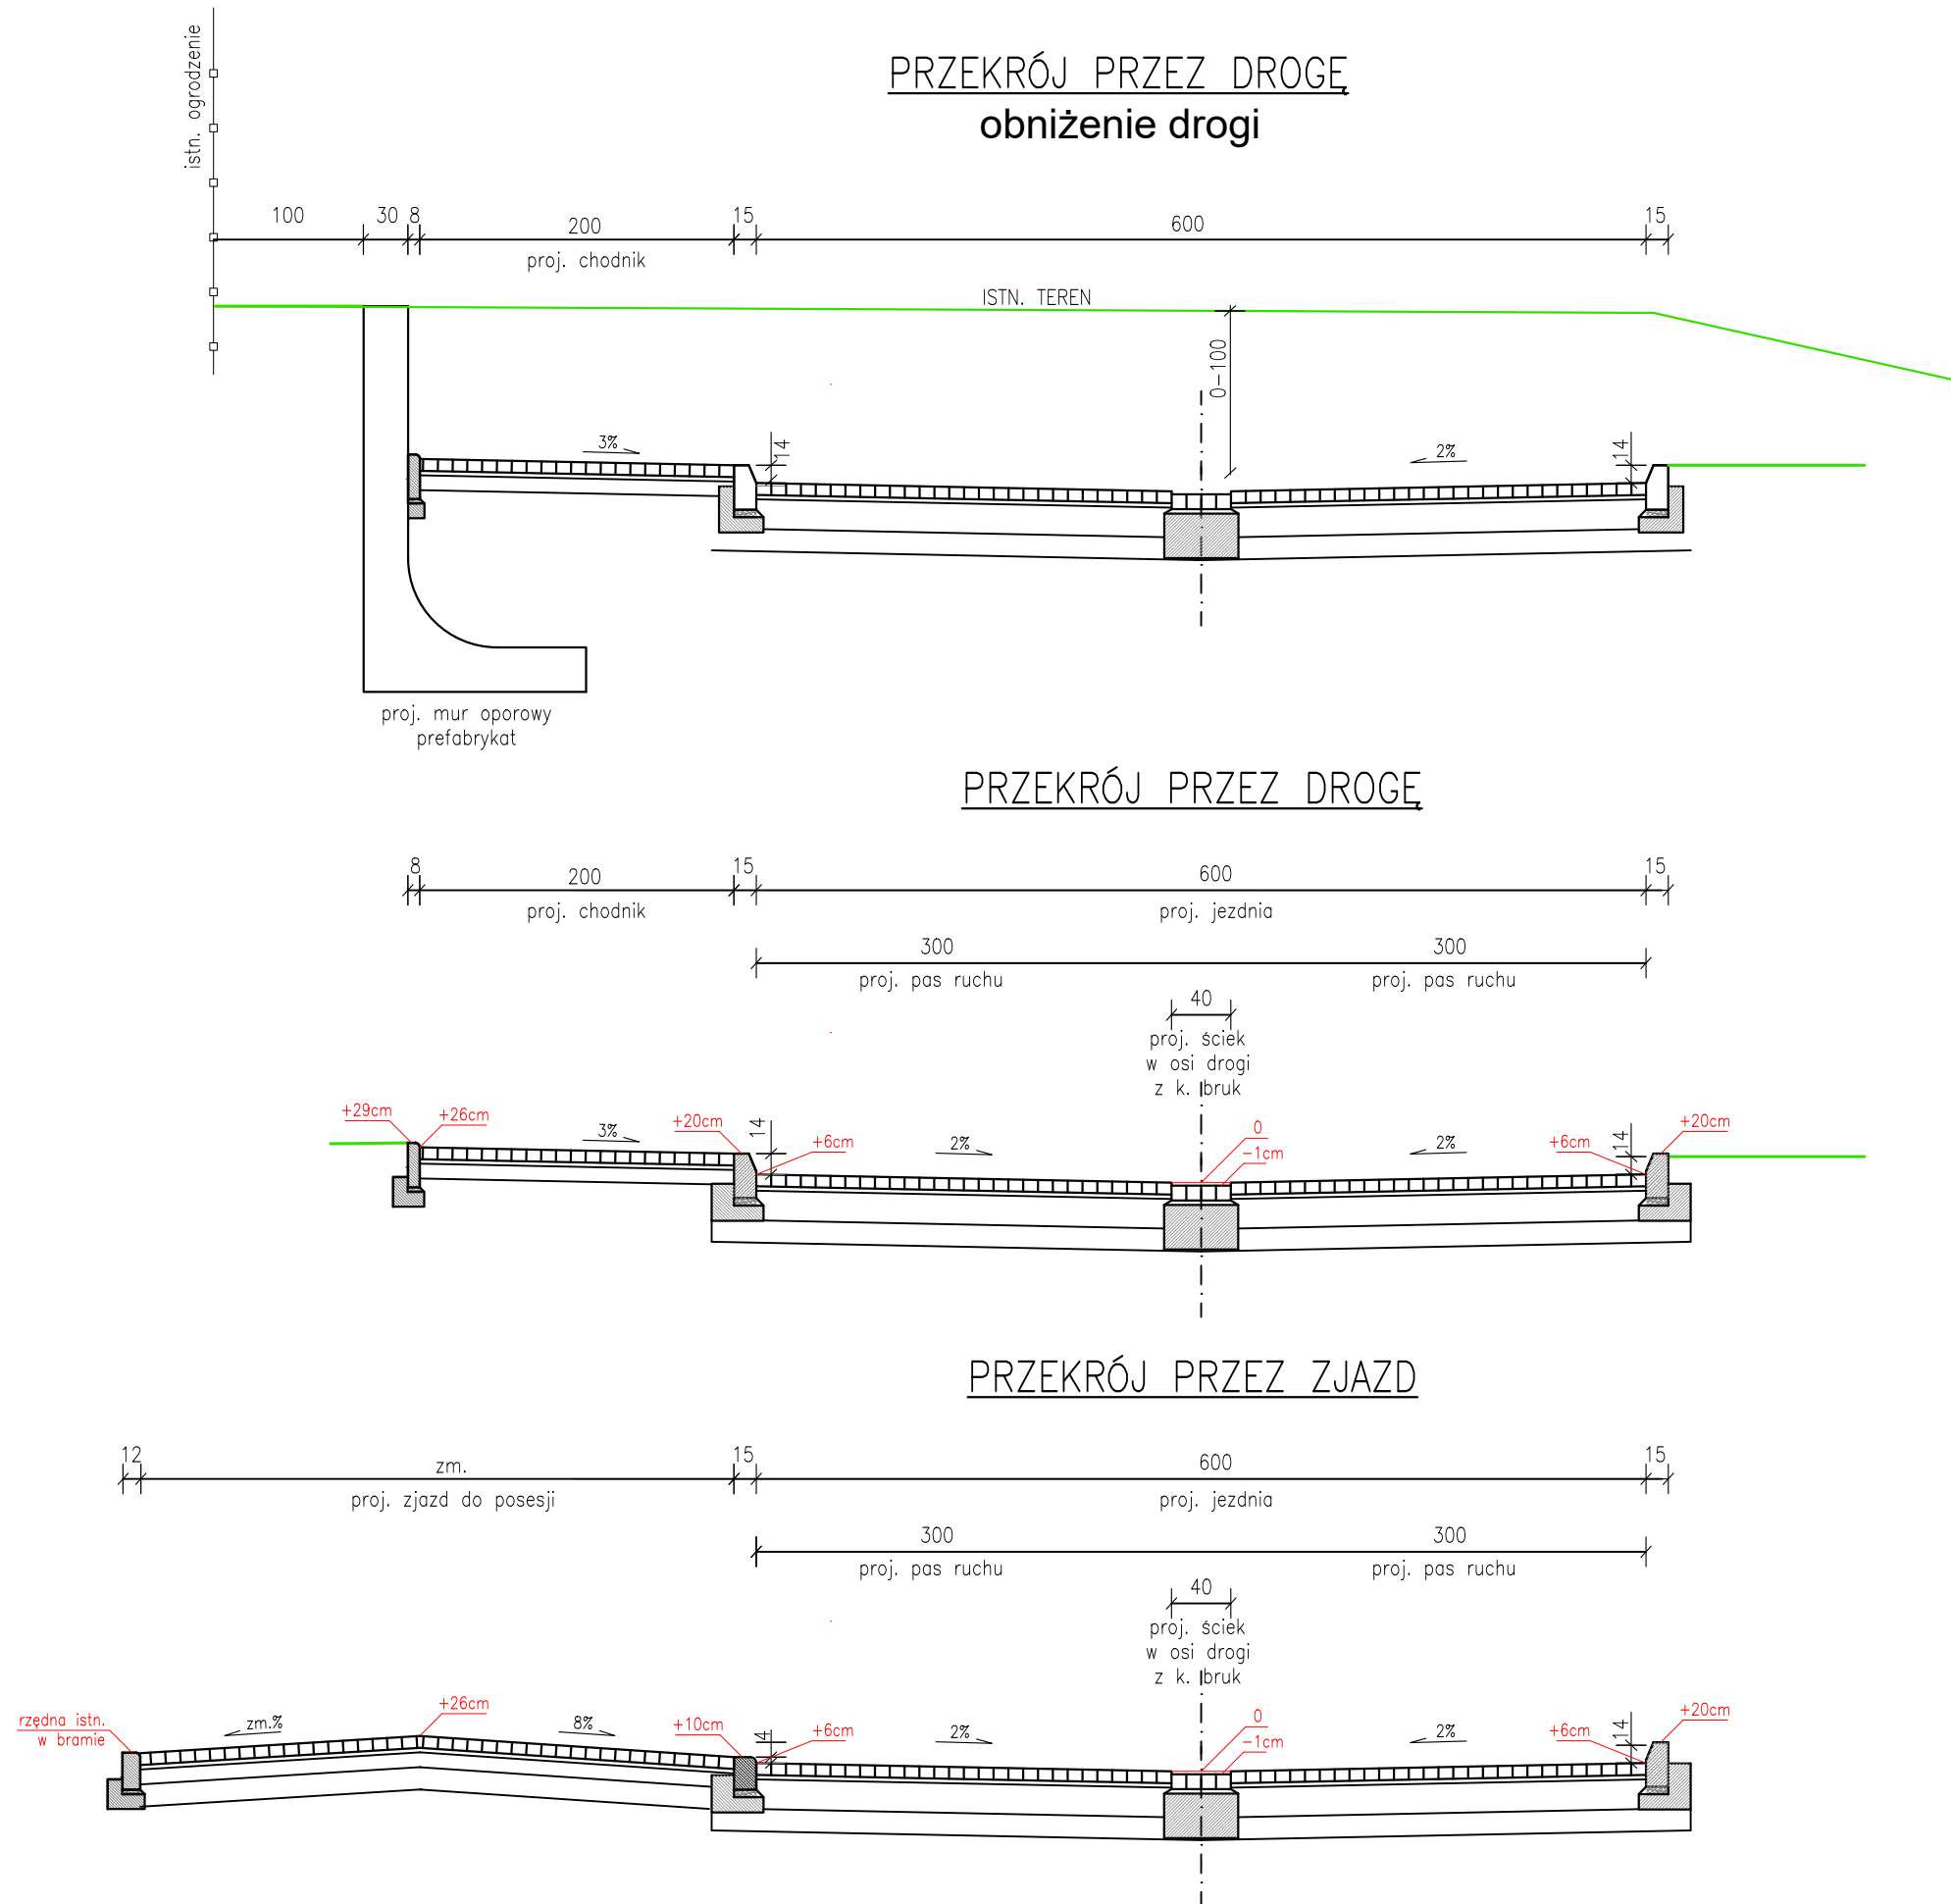 istn. ogrodzenie
PRZEKRÓJ PRZEZ DROGĘ
obniżenie drogi
100 30 8 200 15 600 15
proj. chodnik
ISTN. TEREN
0-100
3% 14 2% 14
proj. mur oporowy
prefabrykat
PRZEKRÓJ PRZEZ DROGĘ
8 200 15 600 15
proj. chodnik proj. jezdnia
300 300
proj. pas ruchu proj. pas ruchu
40
proj. ściek
w osi drogi
z k. bruk
+29cm +26cm 3% +20cm 14 +6cm 2% 0 -1cm 2% +6cm 14 +20cm
PRZEKRÓJ PRZEZ ZJAZD
12 zm. 15 600 15
proj. zjazd do posesji proj. jezdnia
300 300
proj. pas ruchu proj. pas ruchu
40
proj. ściek
w osi drogi
z k. bruk
rzędna istn.
w bramie
zm.% +26cm 8% +10cm 4 +6cm 2% 0 -1cm 2% +6cm 14 +20cm